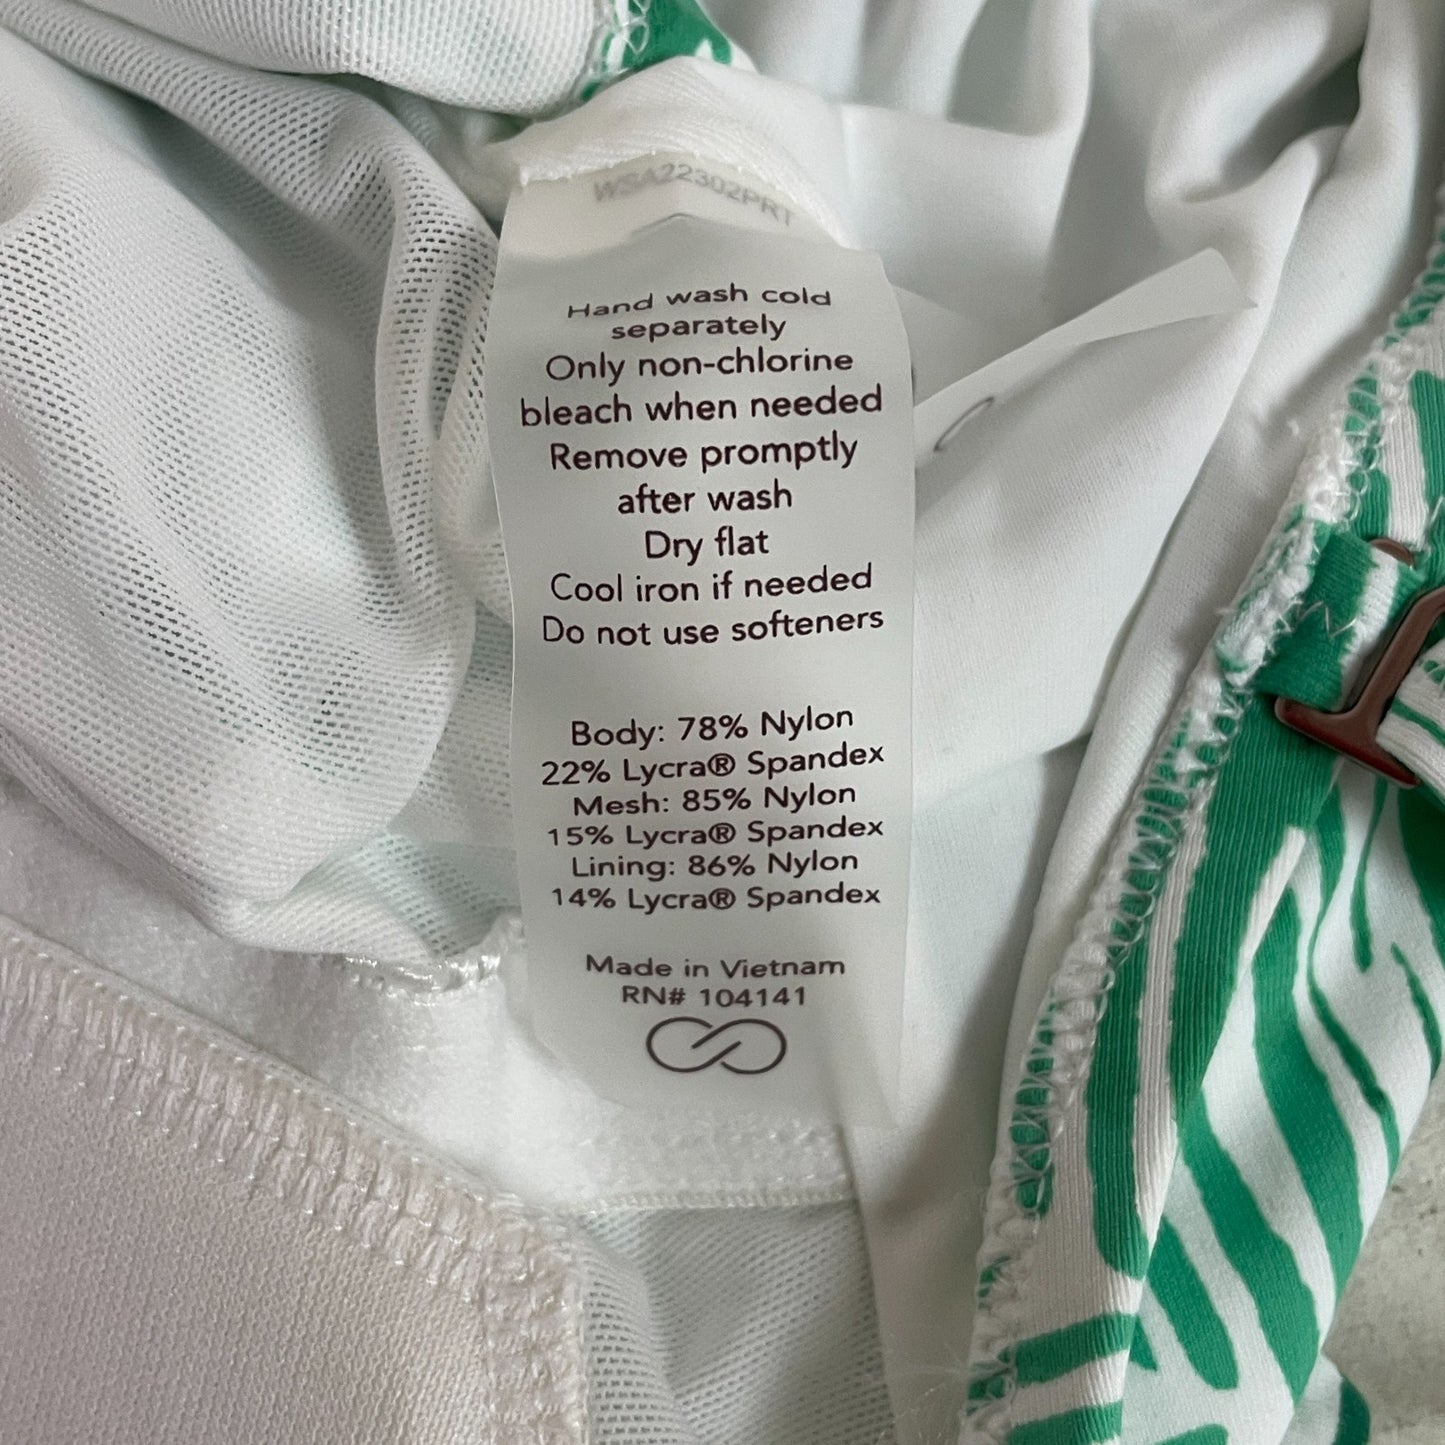 WSA22302PRT
Hand wash cold
separately
Only non-chlorine
bleach when needed
Remove promptly
after wash
Dry flat
Cool iron if needed
Do not use softeners
Body: 78% Nylon
22% Lycra® Spandex
Mesh: 85% Nylon
15% Lycra® Spandex
Lining: 86% Nylon
14% Lycra® Spandex
Made in Vietnam
RN# 104141